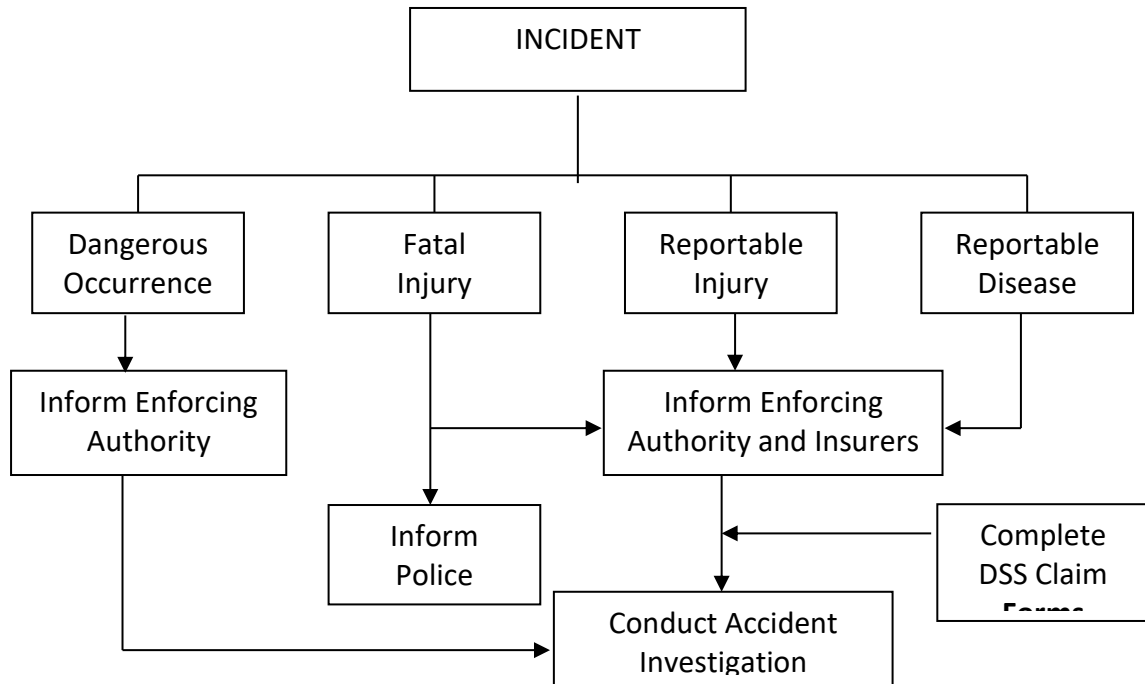 INCIDENT
Dangerous
Occurrence
Fatal
Injury
Reportable
Injury
Reportable
Disease
Inform Enforcing
Authority
Inform Enforcing
Authority and Insurers
Inform
Police
Complete
DSS Claim
Forms
Conduct Accident
Investigation